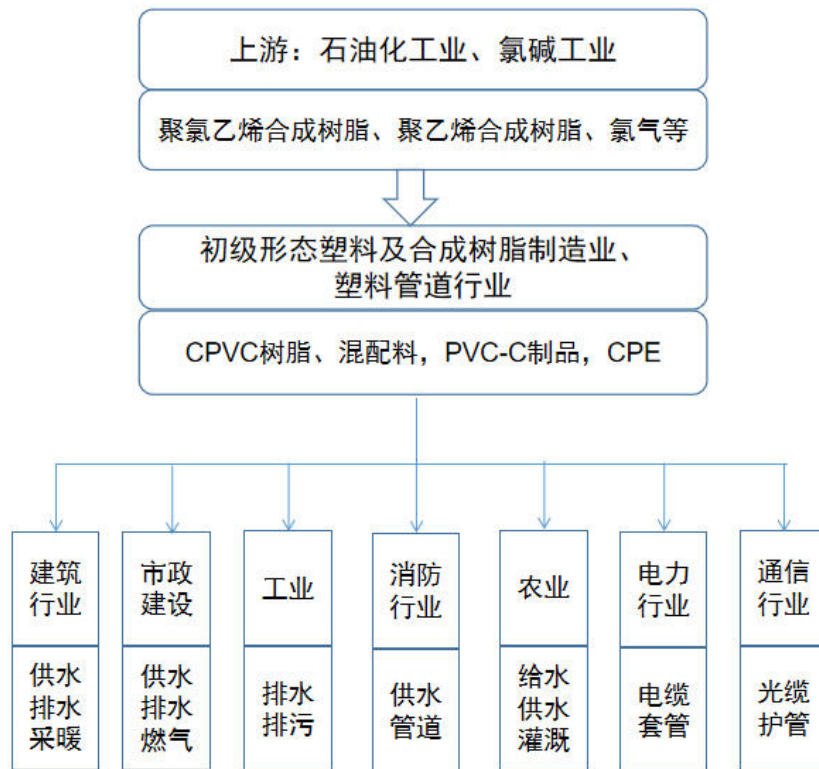 上游：石油化工业、氯碱工业
聚氯乙烯合成树脂、聚乙烯合成树脂、氯气等
初级形态塑料及合成树脂制造业、
塑料管道行业
CPVC树脂、混配料，PVC-C制品，CPE
建筑
行业
供水
排水
采暖
市政
建设
供水
排水
燃气
工业
排水
排污
消防
行业
供水
管道
农业
给水
供水
灌溉
电力
行业
电缆
套管
通信
行业
光缆
护管